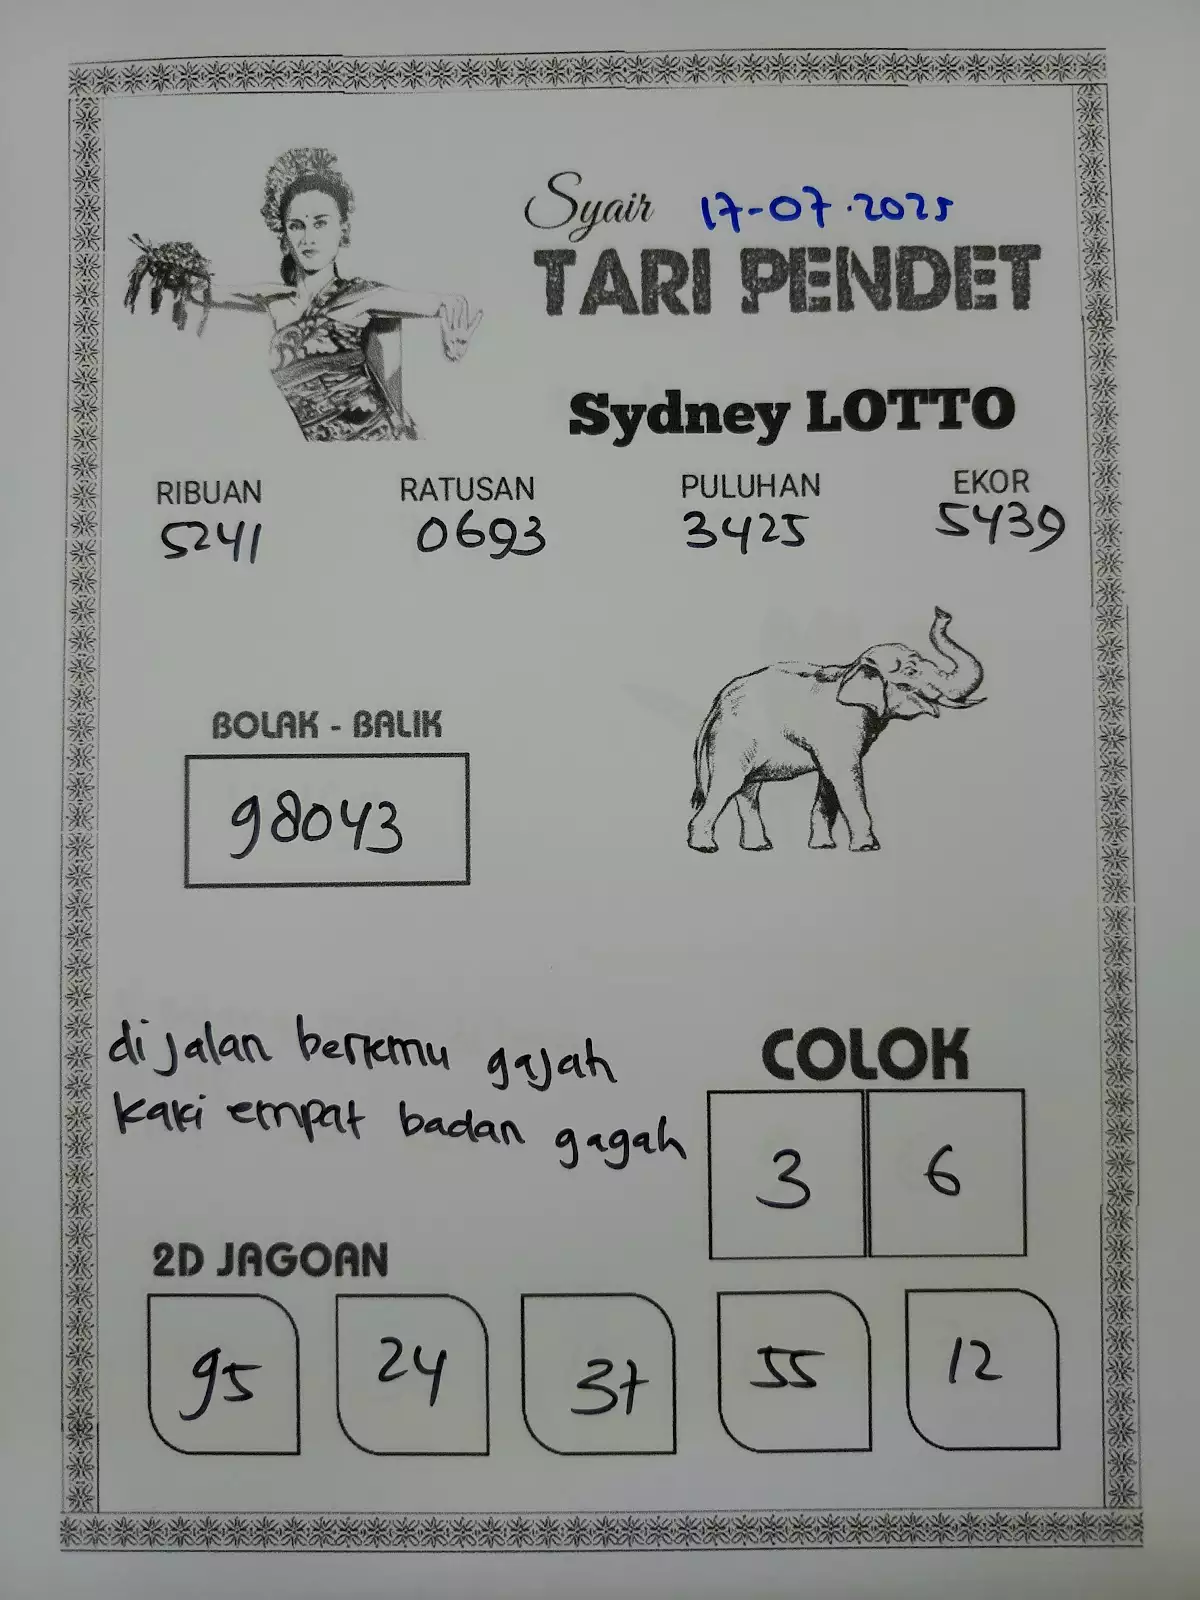 Syair 17-07.2025
TARI PENDET
Sydney LOTTO
RIBUAN RATUSAN PULUHAN EKOR
5241 0693 3425 5439
BOLAK - BALIK
98043
di jalan bertemu gajah
kaki empat badan gagah
COLOK
3 6
2D JAGOAN
95 24 37 55 12